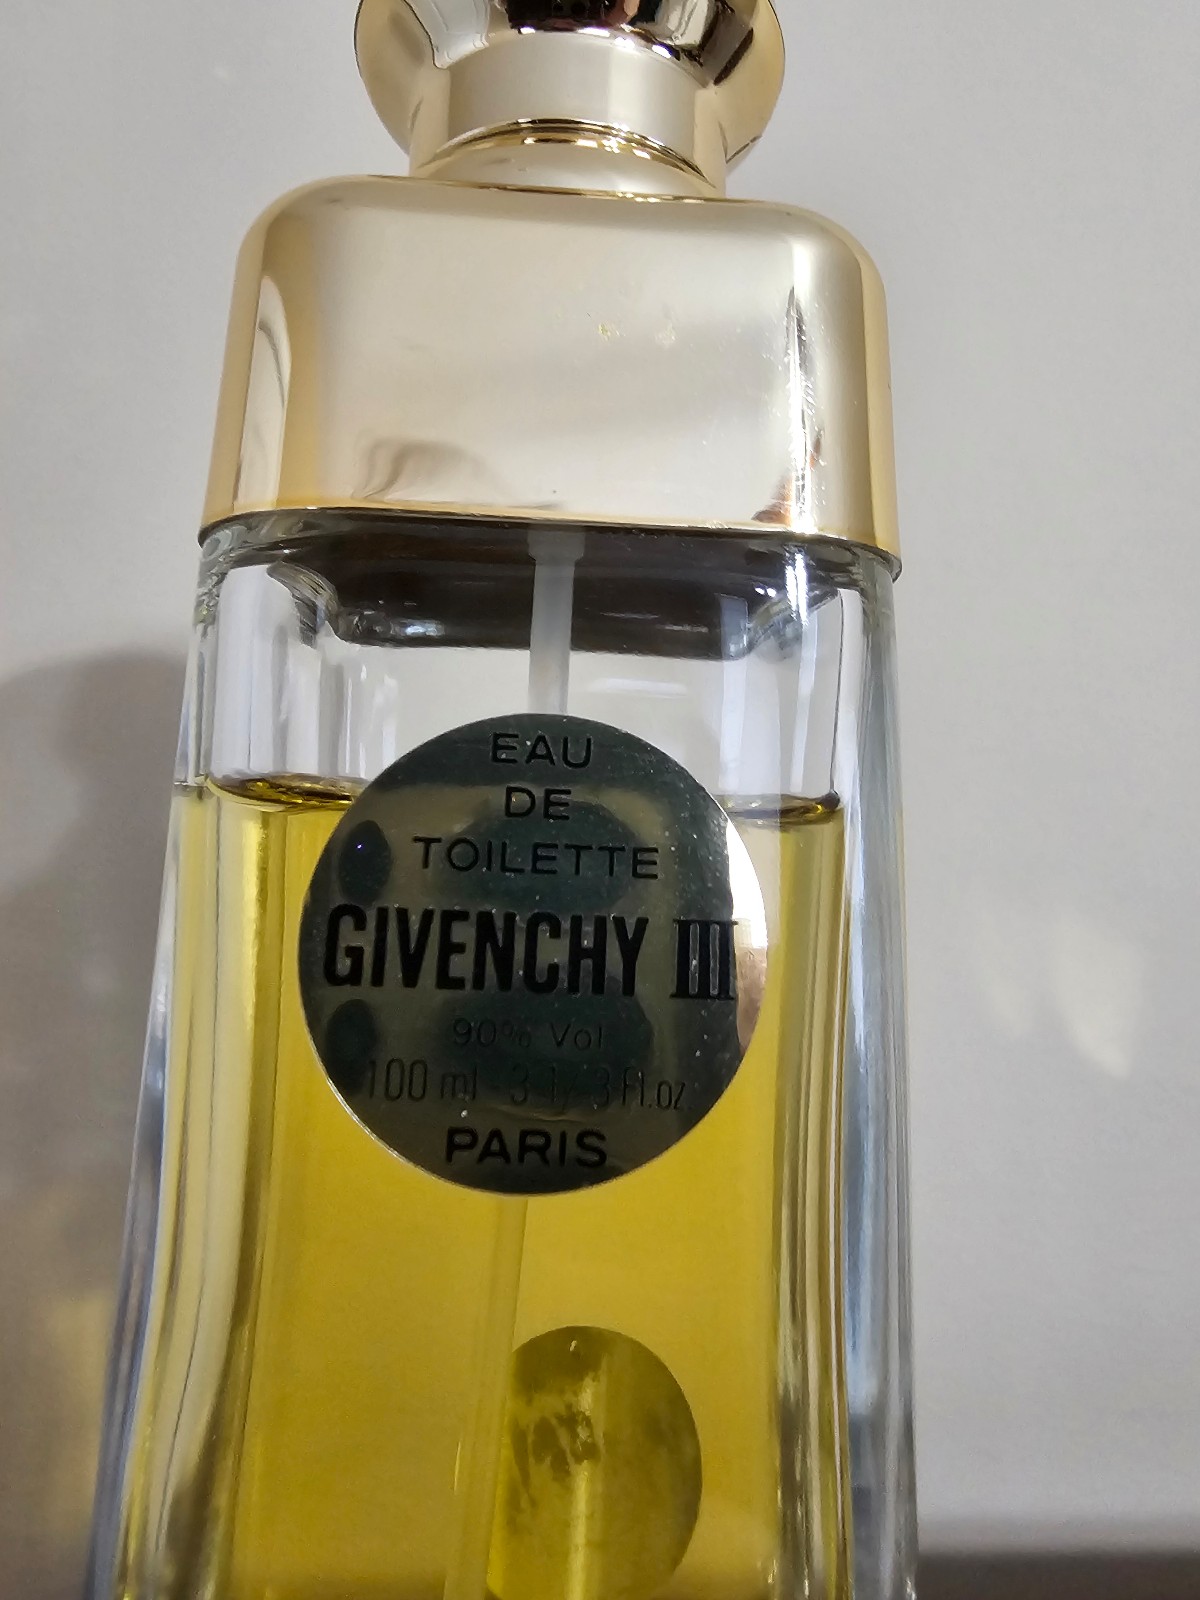 EAU
DE
TOILETTE
GIVENCHY III
90% Vol
100 ml 3 1/3 fl.oz.
PARIS